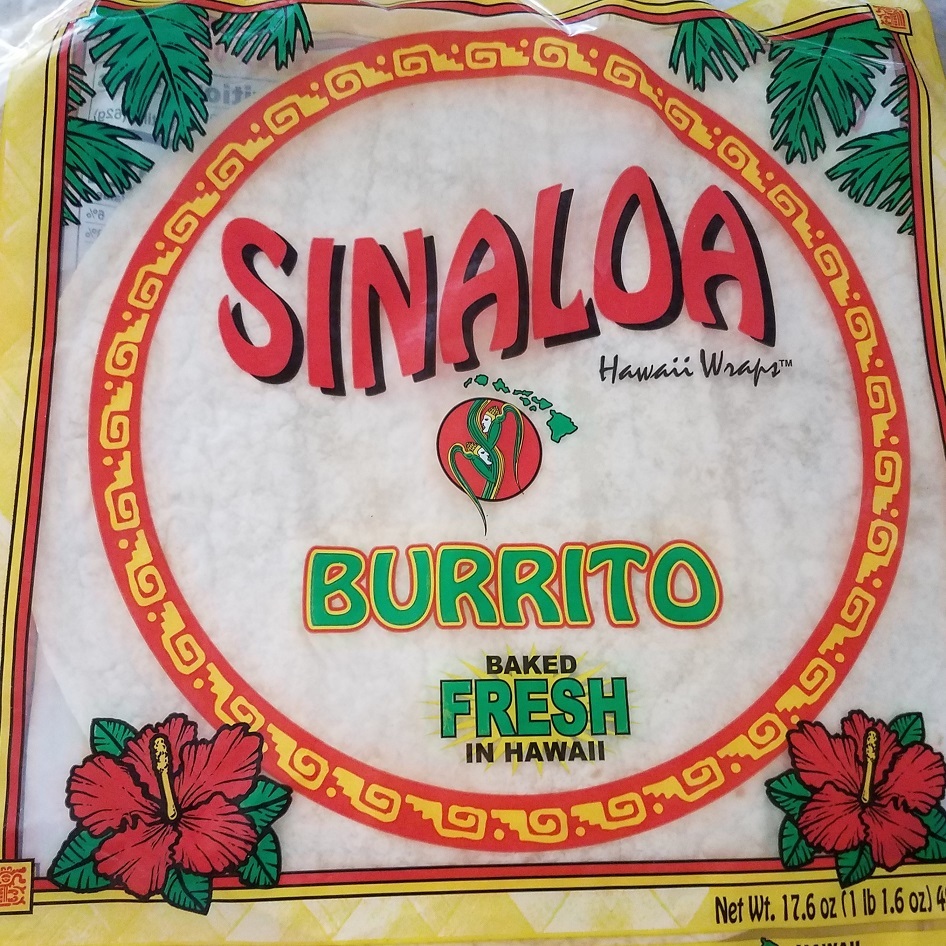 SINALOA
Hawaii Wraps™
BURRITO
BAKED
FRESH
IN HAWAII
Net Wt. 17.6 oz (1 lb 1.6 oz)